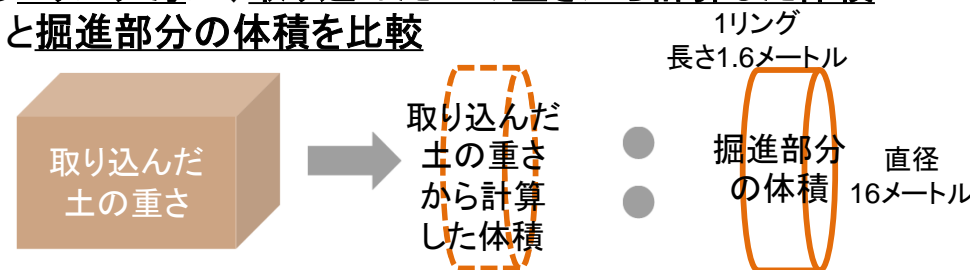 と掘進部分の体積を比較
1リング
長さ1.6メートル
取り込んだ
土の重さ
取り込んだ
土の重さ
から計算
した体積
掘進部分
の体積
直径
16メートル